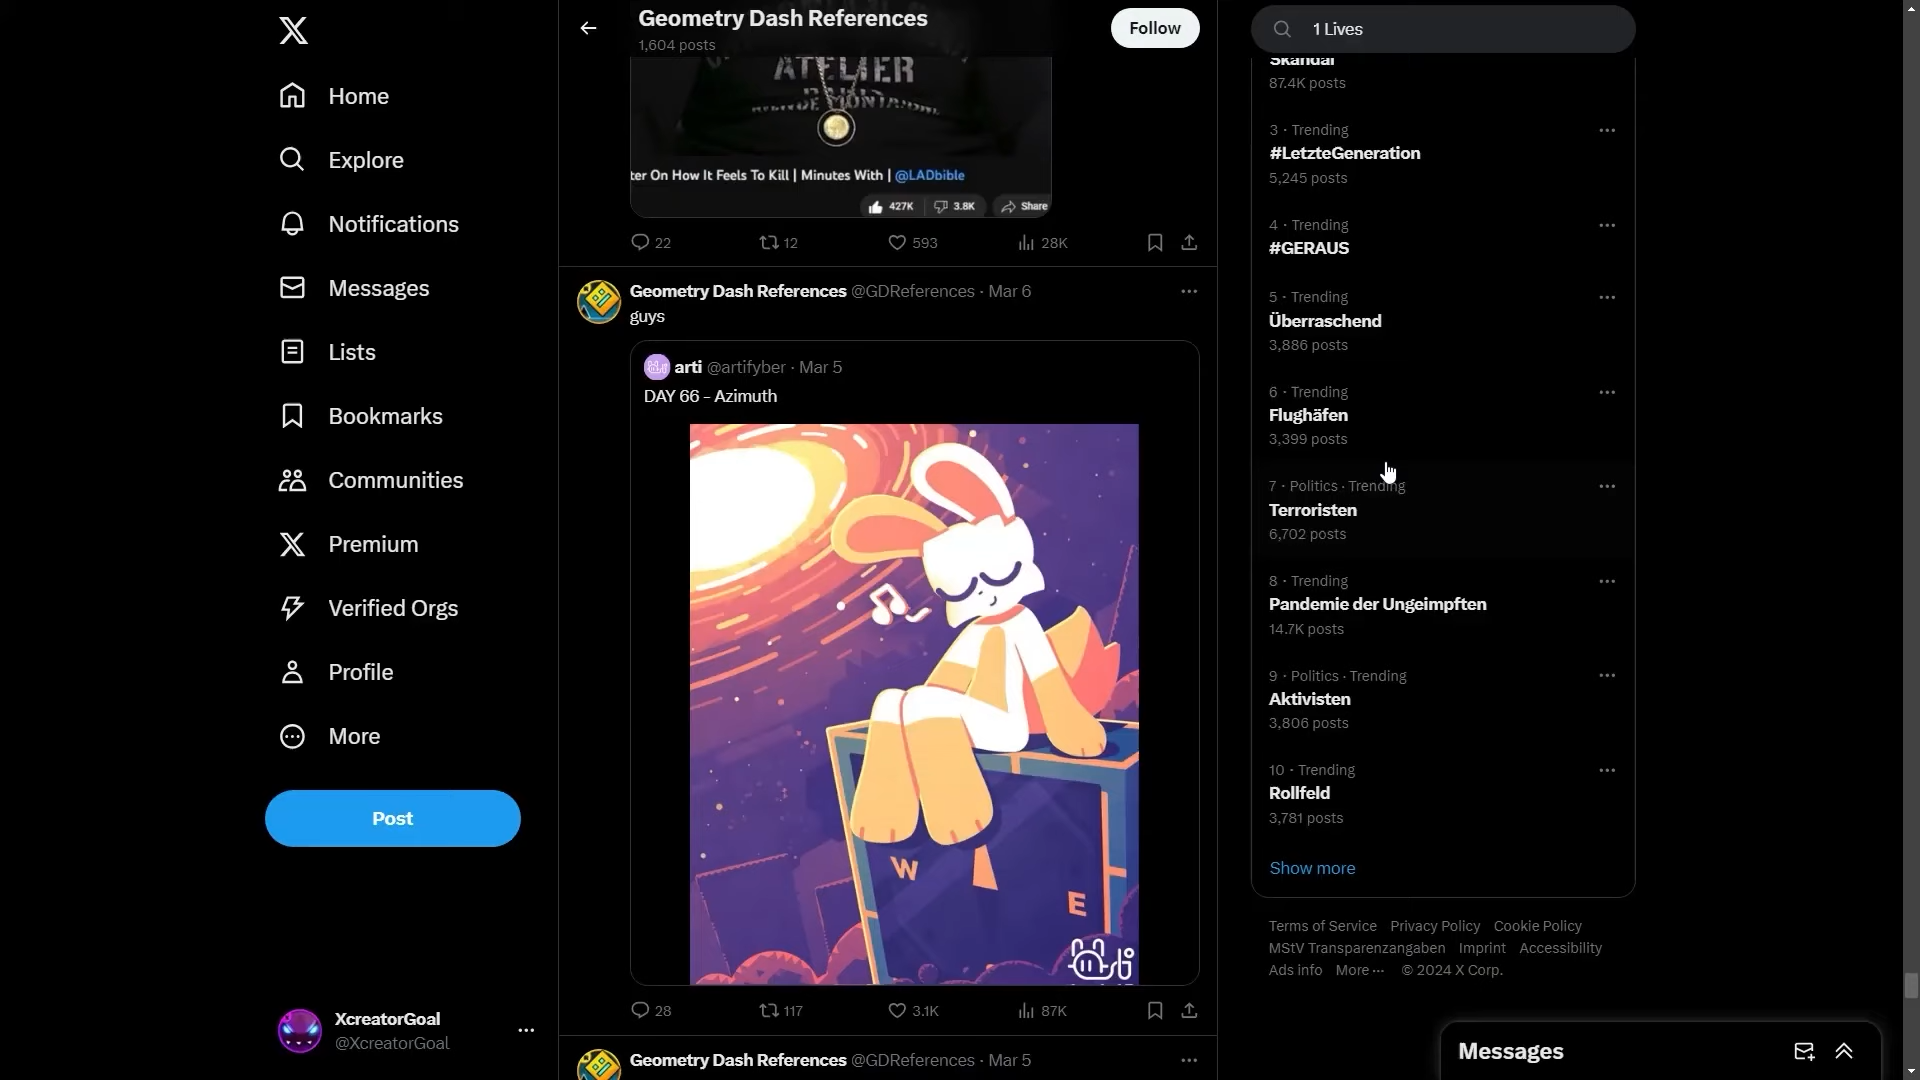 Home
Explore
Notifications
Messages
Lists
Bookmarks
Communities
Premium
Verified Orgs
Profile
More
Post
XcreatorGoal
@XcreatorGoal
Geometry Dash References
1,604 posts
Follow
ATELIER
ter On How It Feels To Kill | Minutes With | @LADbible
427K 3.8K Share
22 12 593 28K
Geometry Dash References @GDReferences · Mar 6
guys
arti @artifyber · Mar 5
DAY 66 - Azimuth
W
E
28 117 3.1K 87K
Geometry Dash References @GDReferences · Mar 5
1 Lives
Skandal
87.4K posts
3 · Trending
#LetzteGeneration
5,245 posts
4 · Trending
#GERAUS
5 · Trending
Überraschend
3,886 posts
6 · Trending
Flughäfen
3,399 posts
7 · Politics · Trending
Terroristen
6,702 posts
8 · Trending
Pandemie der Ungeimpften
14.7K posts
9 · Politics · Trending
Aktivisten
3,806 posts
10 · Trending
Rollfeld
3,781 posts
Show more
Terms of Service Privacy Policy Cookie Policy
MStV Transparenzangaben Imprint Accessibility
Ads info More ··· © 2024 X Corp.
Messages